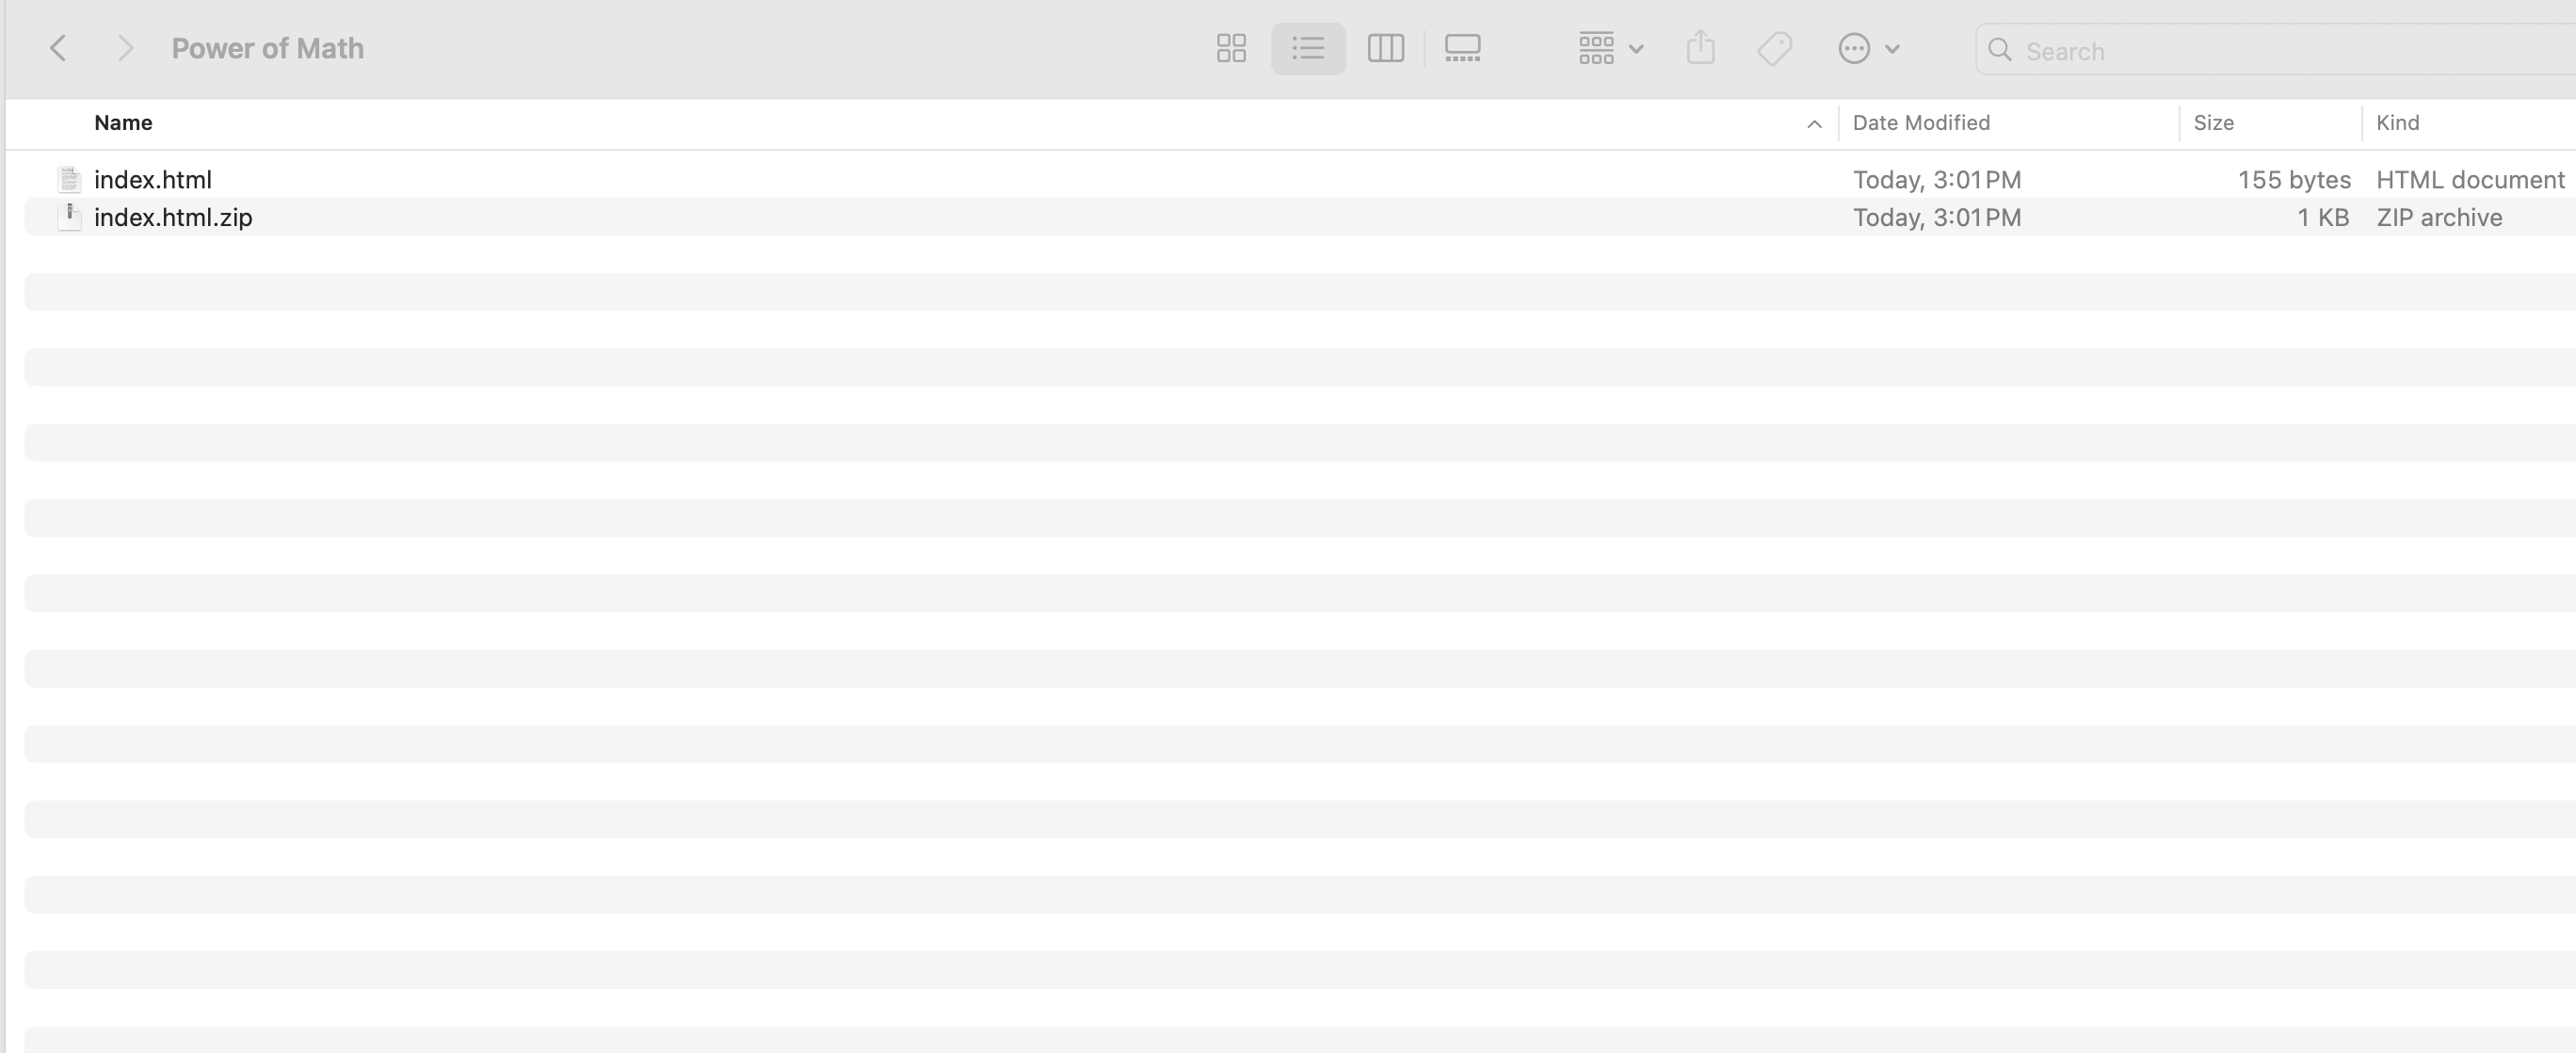 Power of Math
Search
Name Date Modified Size Kind
index.html Today, 3:01 PM 155 bytes HTML document
index.html.zip Today, 3:01 PM 1 KB ZIP archive